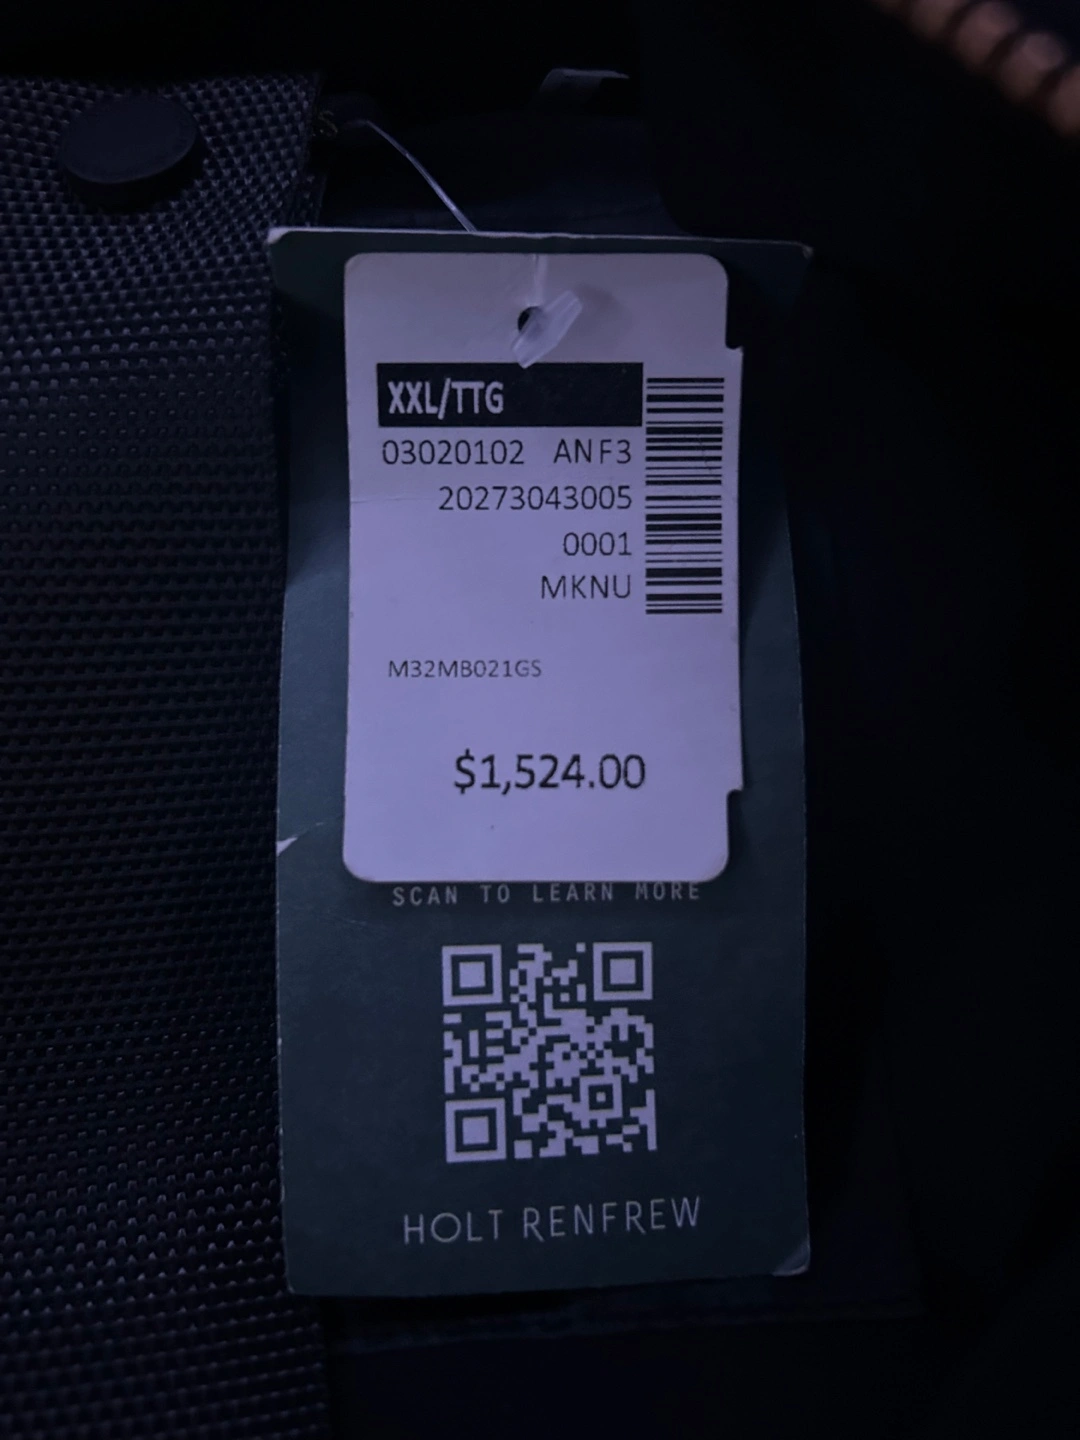 XXL/TTG
03020102 ANF3
20273043005
0001
MKNU
M32MB021GS
$1,524.00
SCAN TO LEARN MORE
HOLT RENFREW